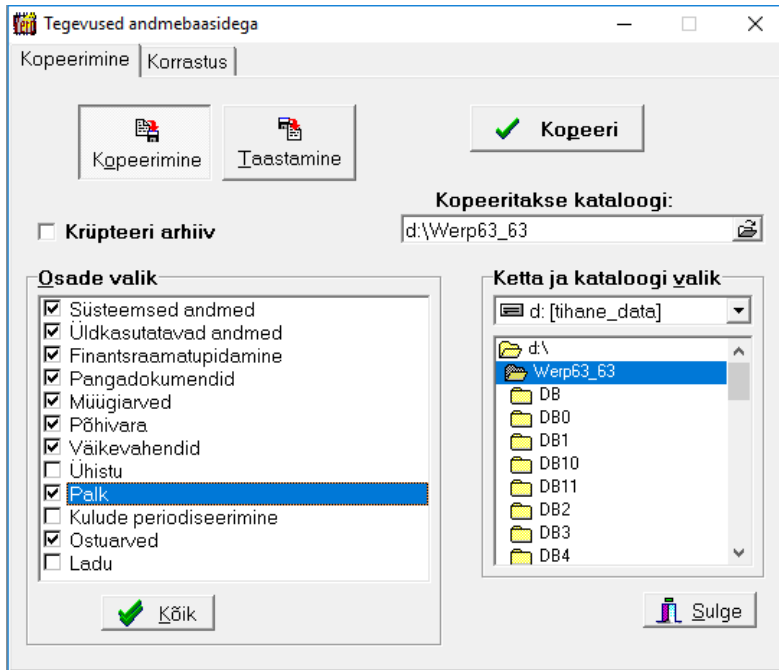 Verp
Tegevused andmebaasidega
Kopeerimine Korrastus
Kopeerimine Taastamine Kopeeri
Kopeeritakse kataloogi:
Krüpteeri arhiiv d:\Werp63_63
Osade valik
Süsteemsed andmed
Üldkasutatavad andmed
Finantsraamatupidamine
Pangadokumendid
Müügiarved
Põhivara
Väikevahendid
Ühistu
Palk
Kulude periodiseerimine
Ostuarved
Ladu
Kõik
Ketta ja kataloogi valik
d: [tihane_data]
d:\
Werp63_63
DB
DB0
DB1
DB10
DB11
DB2
DB3
DB4
Sulge